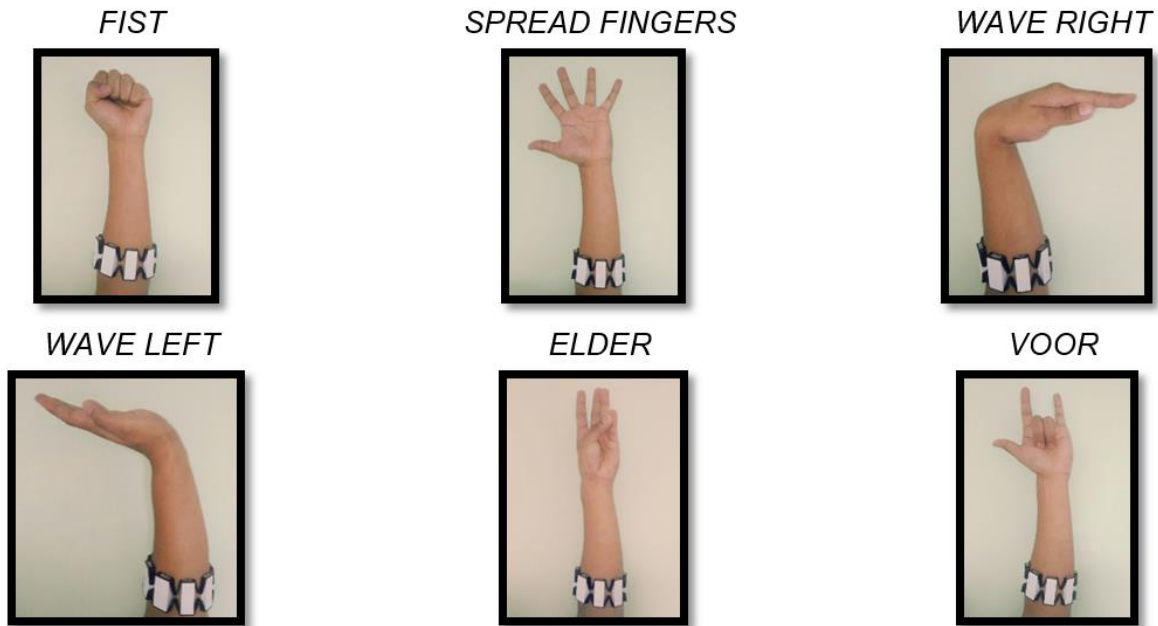 FIST
SPREAD FINGERS
WAVE RIGHT
WAVE LEFT
ELDER
VOOR